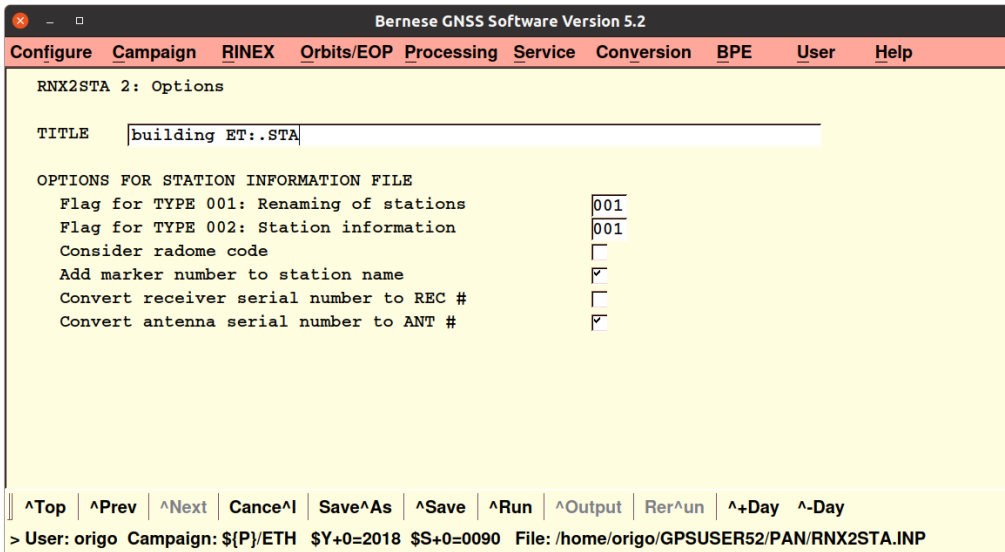 Bernese GNSS Software Version 5.2
Configure Campaign RINEX Orbits/EOP Processing Service Conversion BPE User Help
RNX2STA 2: Options
TITLE building ET:.STA
OPTIONS FOR STATION INFORMATION FILE
Flag for TYPE 001: Renaming of stations 001
Flag for TYPE 002: Station information 001
Consider radome code
Add marker number to station name
Convert receiver serial number to REC #
Convert antenna serial number to ANT #
^Top ^Prev ^Next Cance^l Save^As ^Save ^Run ^Output Rer^un ^+Day ^-Day
> User: origo Campaign: ${P}/ETH $Y+0=2018 $S+0=0090 File: /home/origo/GPSUSER52/PAN/RNX2STA.INP